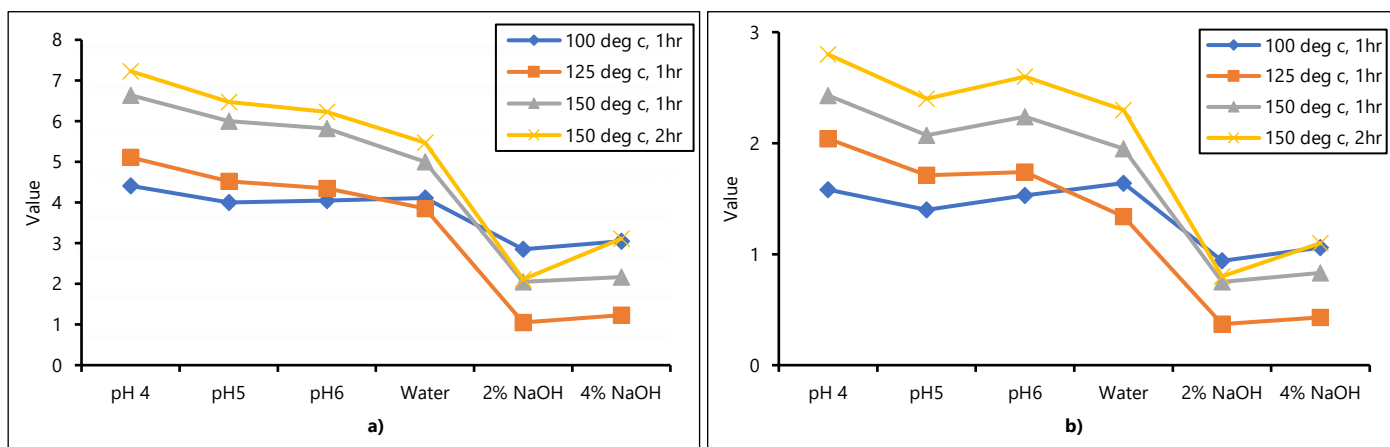 8
7
6
5
4
3
2
1
0
Value
100 deg c, 1hr
125 deg c, 1hr
150 deg c, 1hr
150 deg c, 2hr
pH 4 pH5 pH6 Water 2% NaOH 4% NaOH
a)
3
2
1
0
Value
100 deg c, 1hr
125 deg c, 1hr
150 deg c, 1hr
150 deg c, 2hr
pH 4 pH5 pH6 Water 2% NaOH 4% NaOH
b)